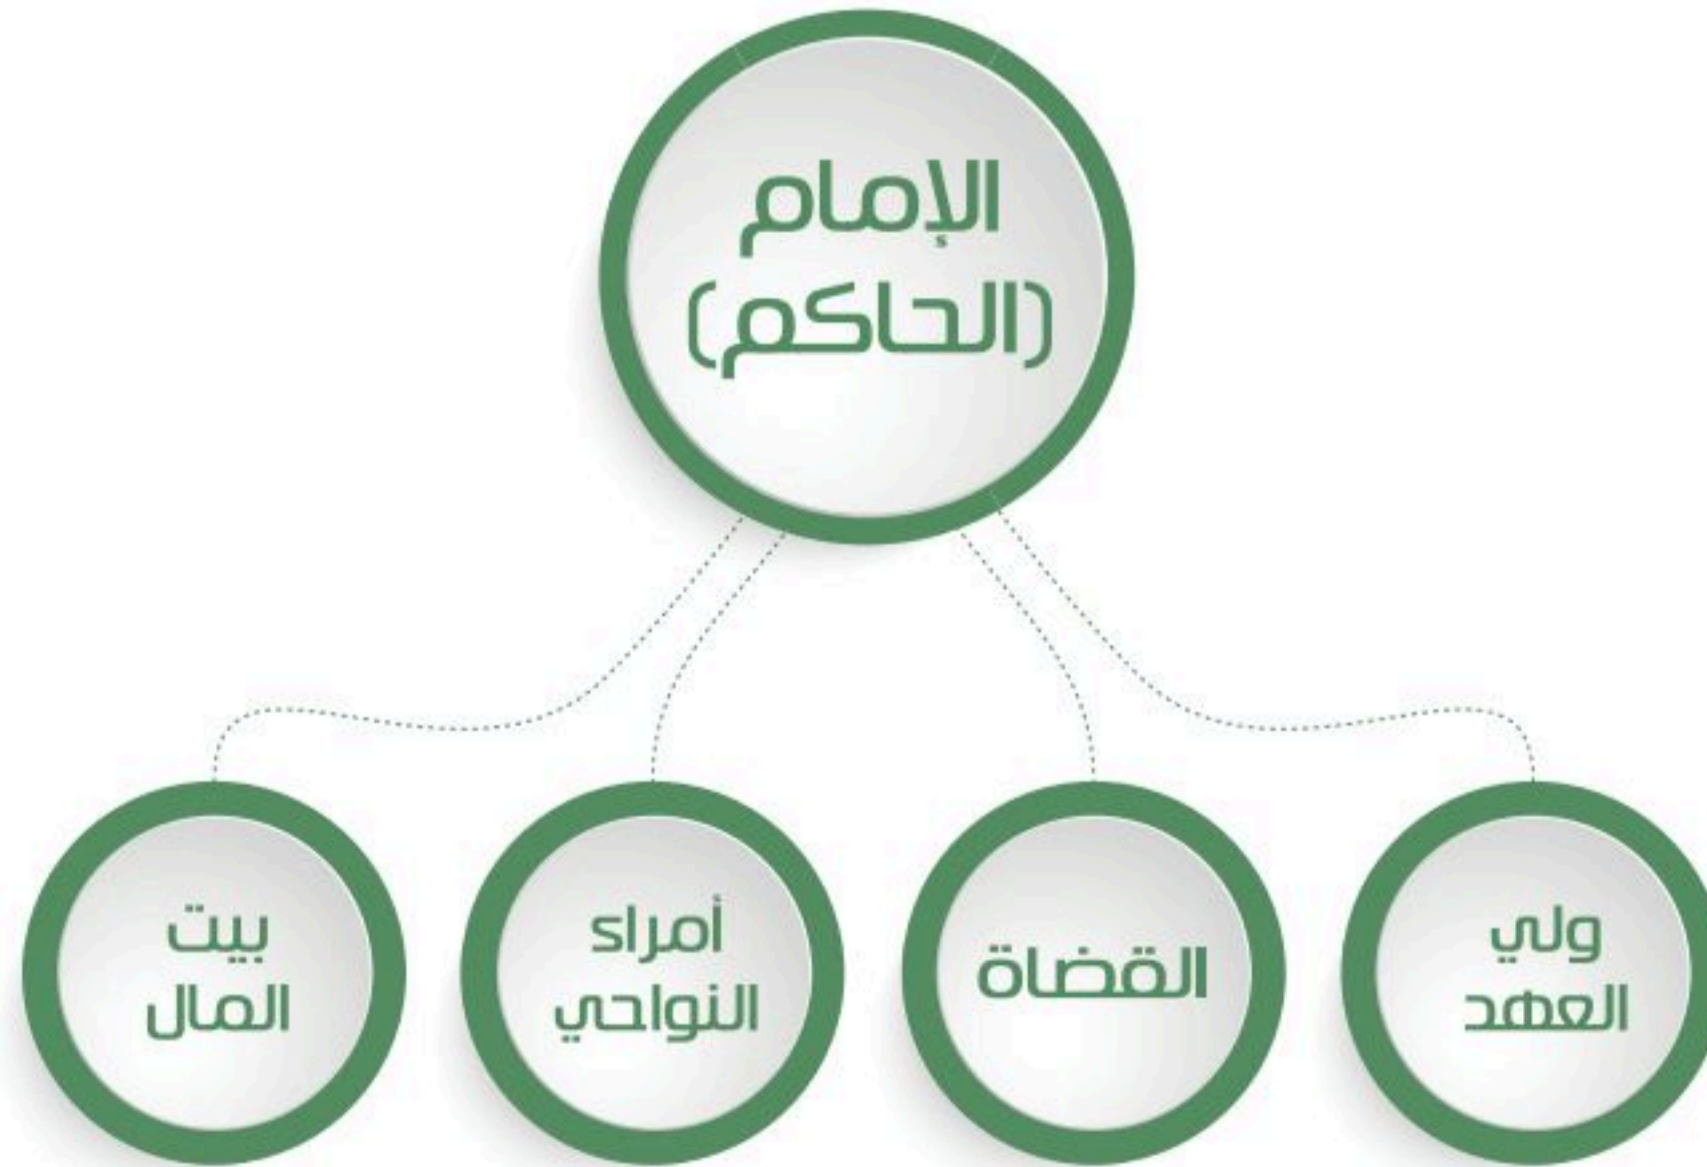 الإمام
(الحاكم)
ولي
العهد
القضاة
أمراء
النواحي
بيت
المال